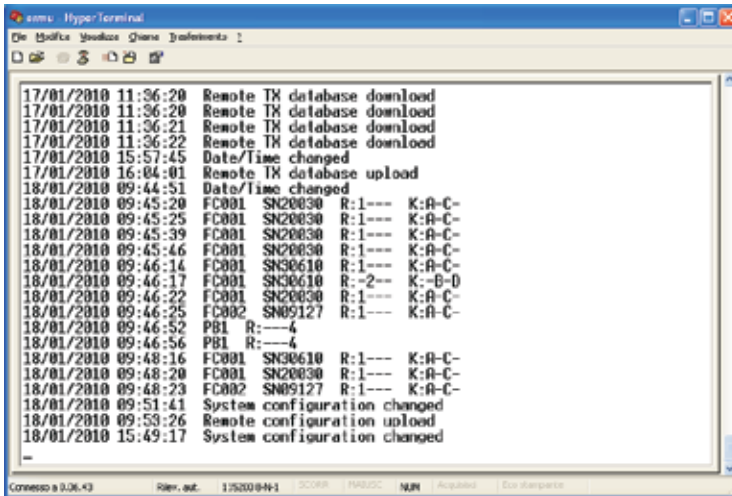 enmu - HyperTerminal
File Modifica Visualizza Chiama Trasferimento ?
17/01/2010 11:36:20 Remote TX database download
17/01/2010 11:36:20 Remote TX database download
17/01/2010 11:36:21 Remote TX database download
17/01/2010 11:36:22 Remote TX database download
17/01/2010 15:57:45 Date/Time changed
17/01/2010 16:04:01 Remote TX database upload
18/01/2010 09:44:51 Date/Time changed
18/01/2010 09:45:20 FC001 SN20030 R:1--- K:A-C-
18/01/2010 09:45:25 FC001 SN20030 R:1--- K:A-C-
18/01/2010 09:45:39 FC001 SN20030 R:1--- K:A-C-
18/01/2010 09:45:46 FC001 SN20030 R:1--- K:A-C-
18/01/2010 09:46:14 FC001 SN30610 R:1--- K:A-C-
18/01/2010 09:46:17 FC001 SN30610 R:-2-- K:-B-D
18/01/2010 09:46:22 FC001 SN20030 R:1--- K:A-C-
18/01/2010 09:46:25 FC002 SN09127 R:1--- K:A-C-
18/01/2010 09:46:52 PB1 R:---4
18/01/2010 09:46:56 PB1 R:---4
18/01/2010 09:48:16 FC001 SN30610 R:1--- K:A-C-
18/01/2010 09:48:20 FC001 SN20030 R:1--- K:A-C-
18/01/2010 09:48:23 FC002 SN09127 R:1--- K:A-C-
18/01/2010 09:51:41 System configuration changed
18/01/2010 09:53:26 Remote configuration upload
18/01/2010 15:49:17 System configuration changed
_
Connesso a 0.06.43 Rilev. aut. 115200 8-N-1 SCORR MAIUSC NUM Acquisisci Eco stampante